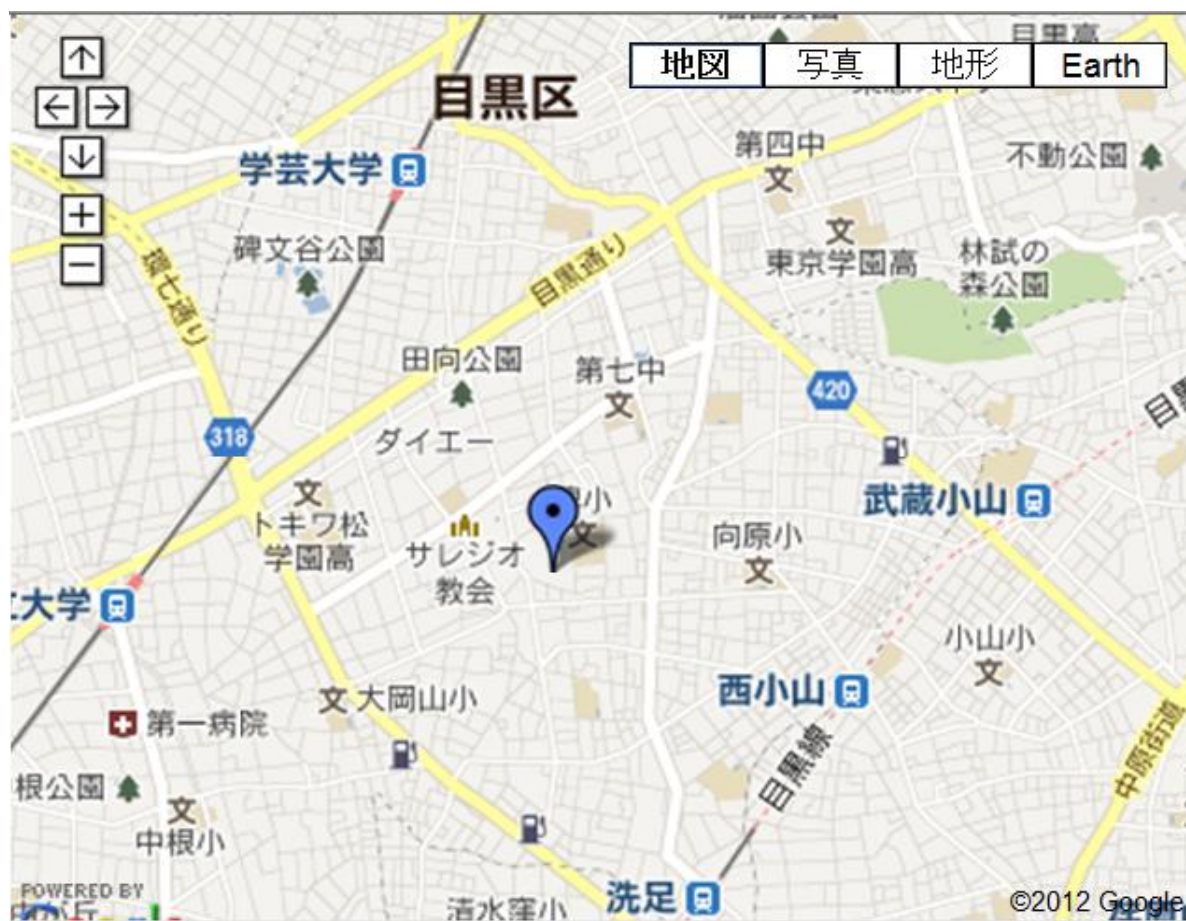 目黒高
地図 写真 地形 Earth
目黒区
第四中
学芸大学
不動公園
碑文谷公園
環七通り
目黒通り
東京学園高
林試の
森公園
田向公園
第七中
420
目黒
ダイエー
318
武蔵小山
トキワ松
学園高
サレジオ
教会
小
向原小
大学
小山小
西小山
大岡山小
第一病院
目黒線
中原街道
根公園
中根小
POWERED BY
洗足
清水窪小
©2012 Google